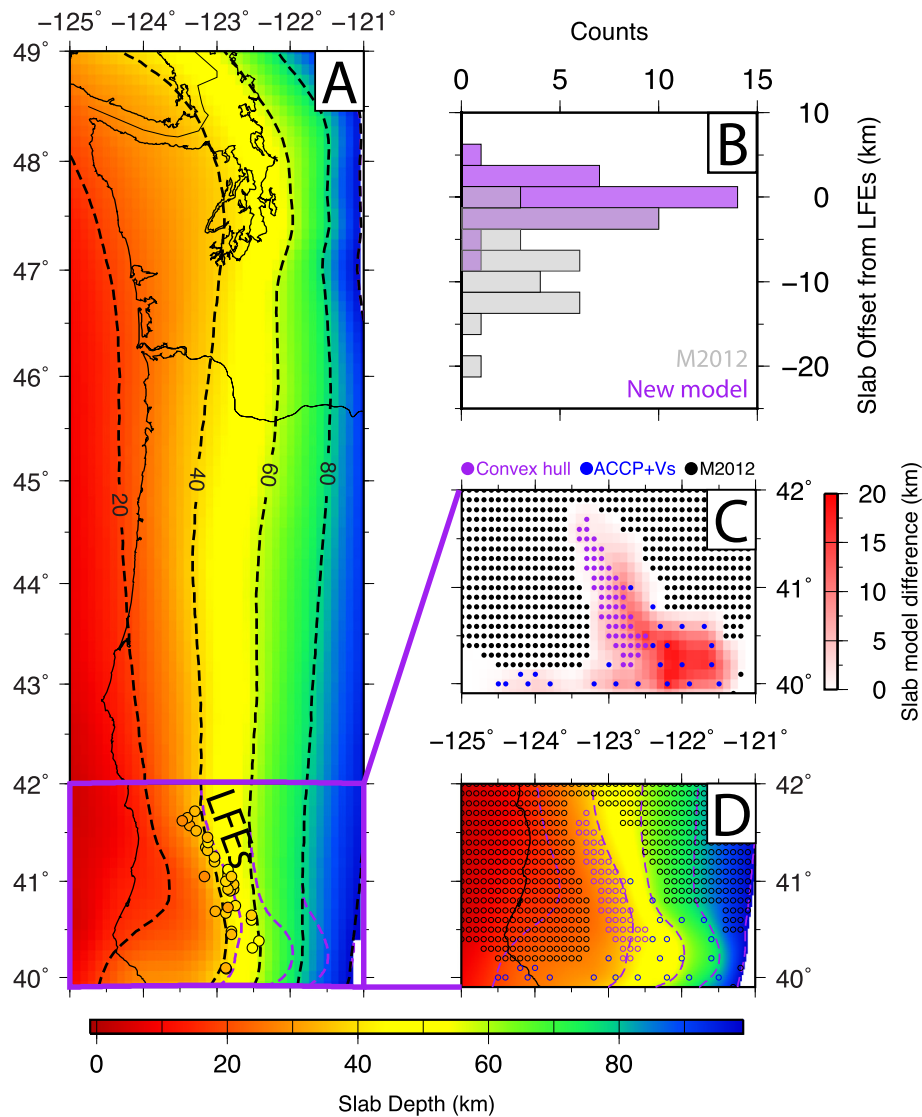 −125° −124° −123° −122° −121°
49°
48°
47°
46°
45°
44°
43°
42°
41°
40°
A
20
40
60
80
LFEs
0 20 40 60 80
Slab Depth (km)
Counts
0 5 10 15
10
0
−10
−20
Slab Offset from LFEs (km)
B
M2012
New model
Convex hull ACCP+Vs M2012
C
42°
41°
40°
20
15
10
5
0
Slab model difference (km)
−125° −124° −123° −122° −121°
D
42°
41°
40°